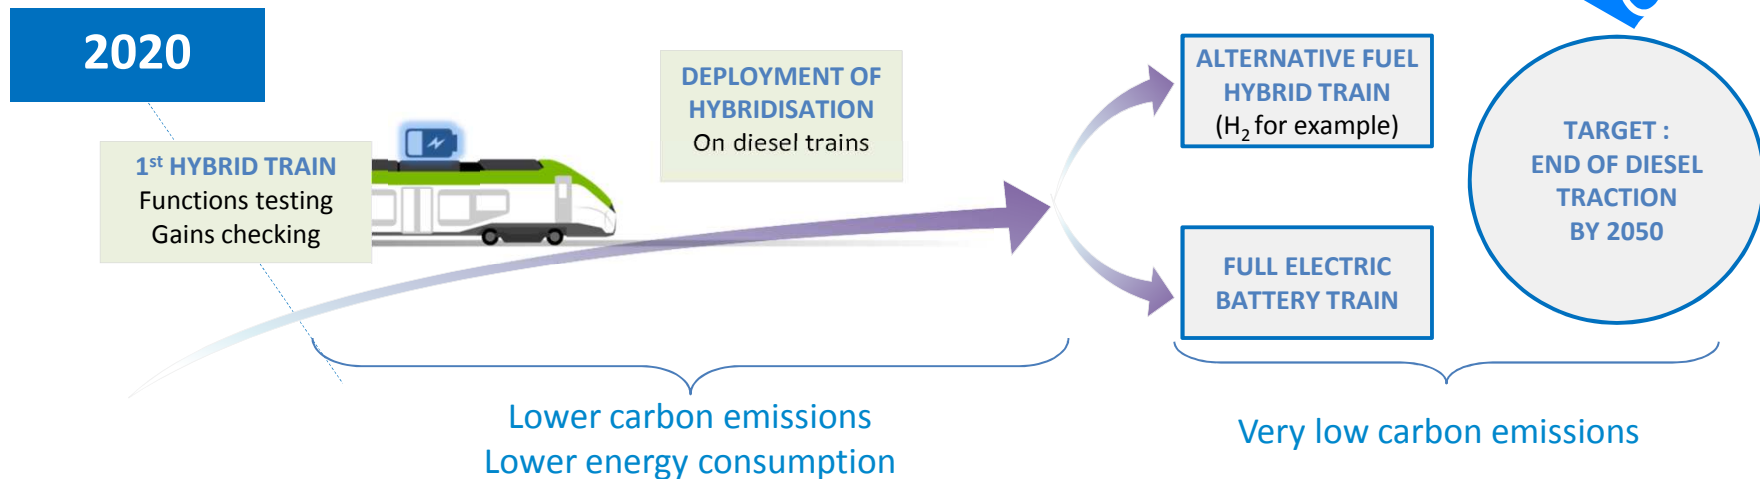 2020
1st HYBRID TRAIN
Functions testing
Gains checking
DEPLOYMENT OF
HYBRIDISATION
On diesel trains
ALTERNATIVE FUEL
HYBRID TRAIN
(H2 for example)
FULL ELECTRIC
BATTERY TRAIN
TARGET :
END OF DIESEL
TRACTION
BY 2050
Lower carbon emissions
Lower energy consumption
Very low carbon emissions